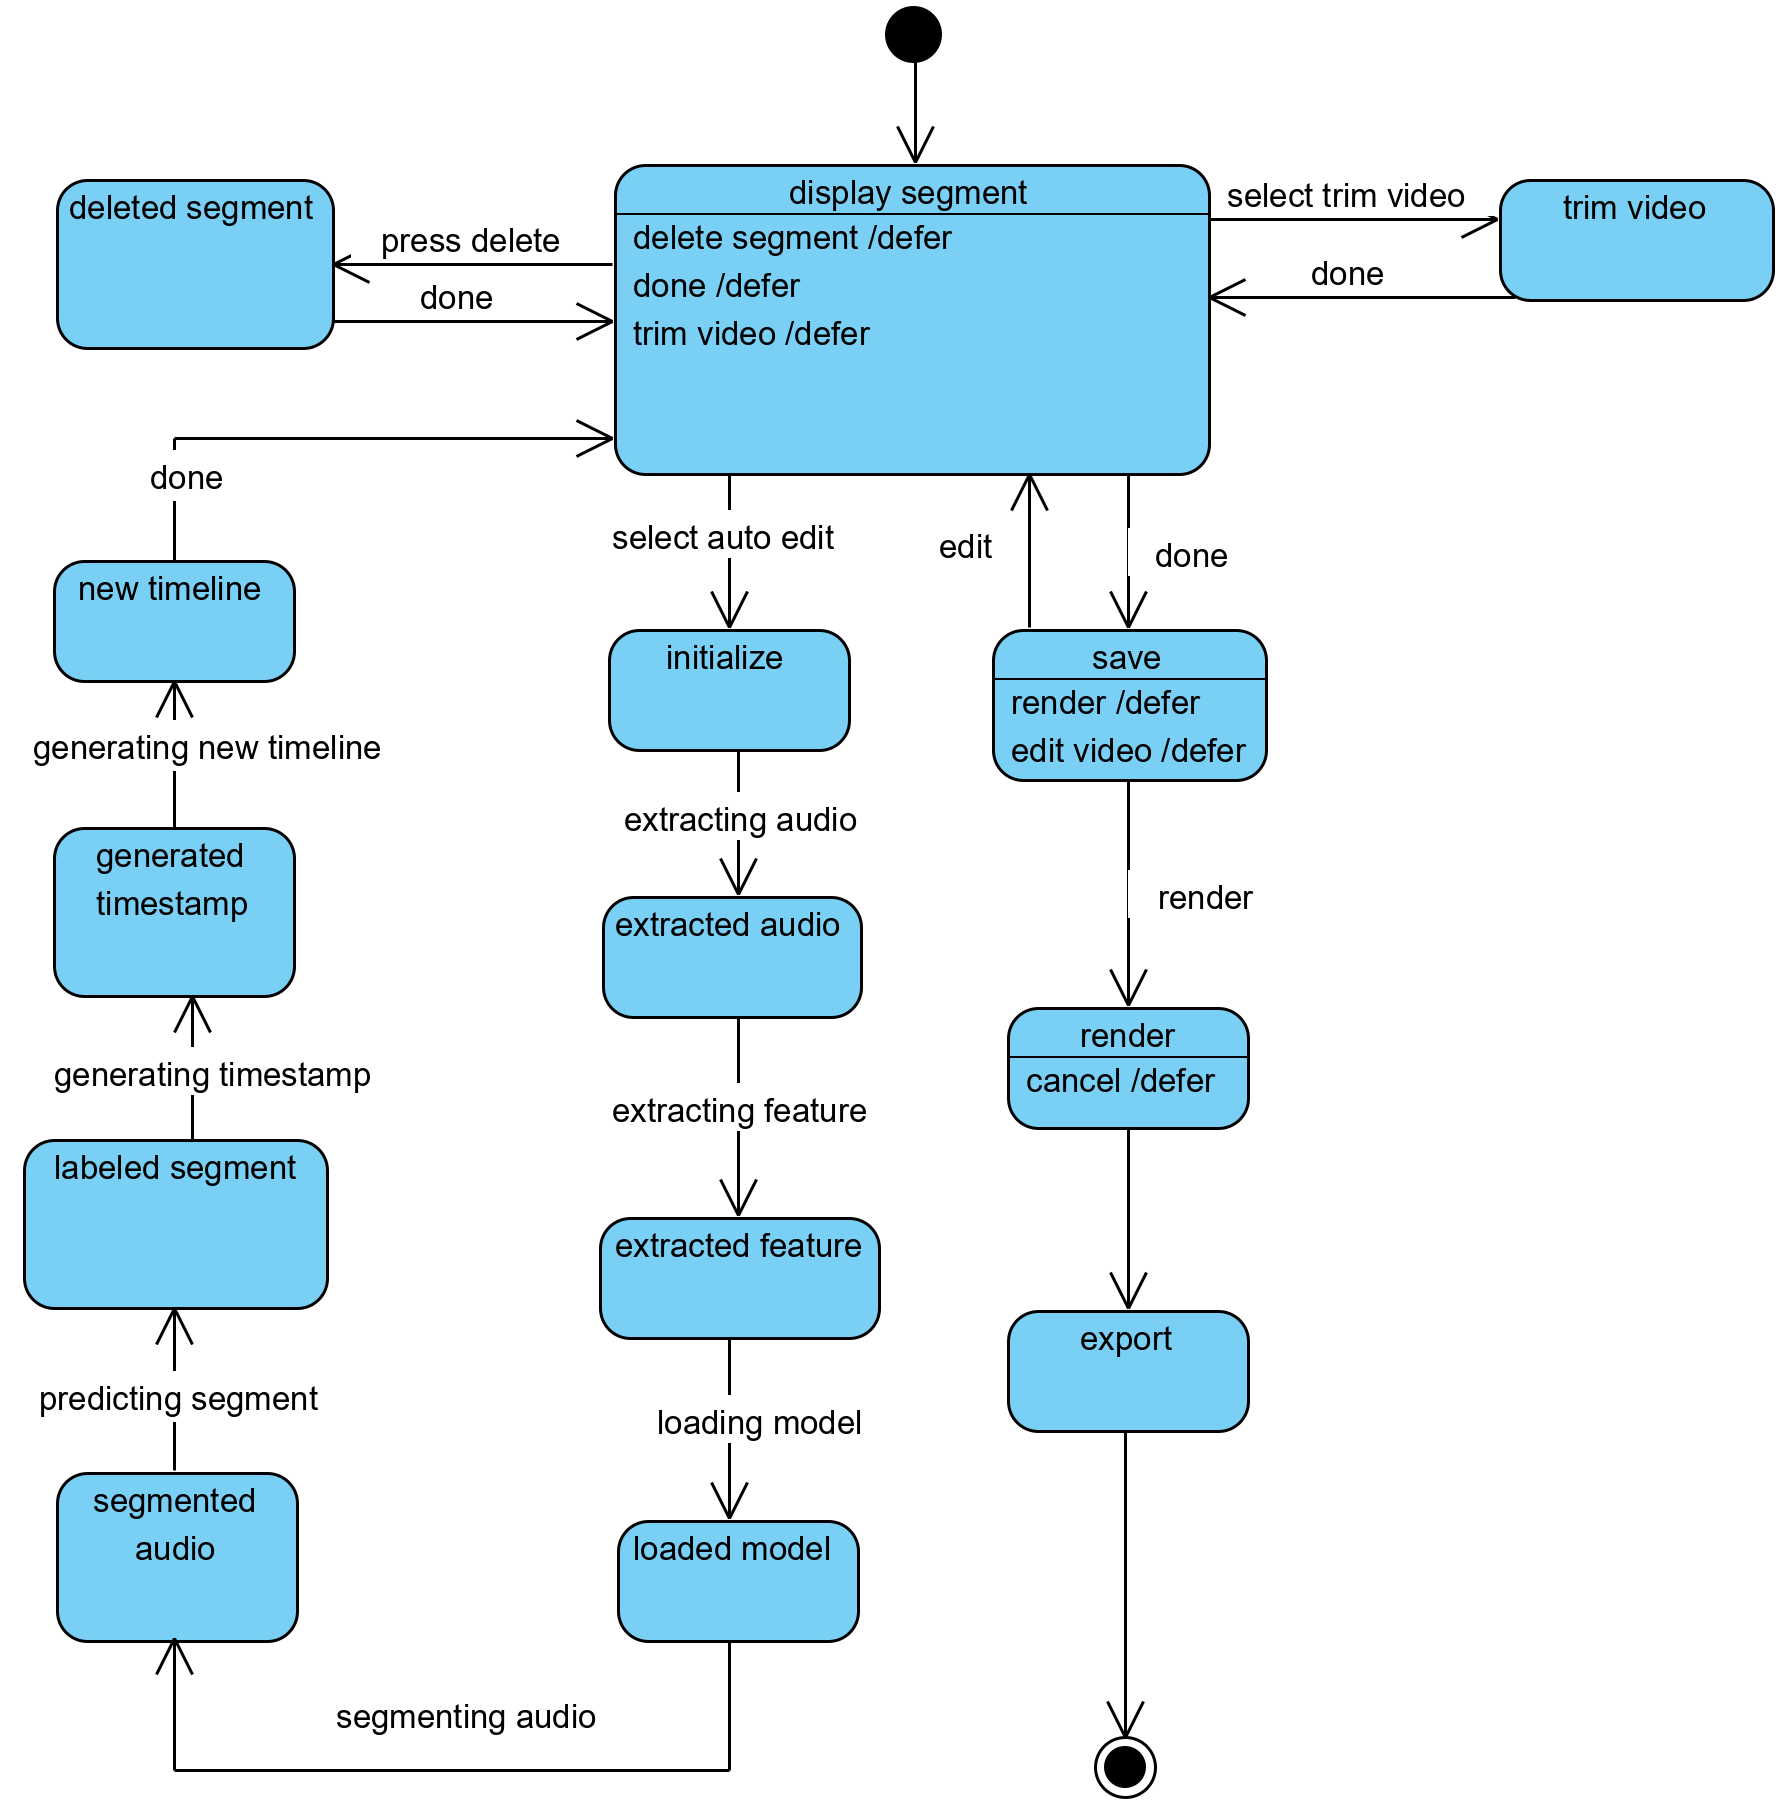 display segment
delete segment /defer
done /defer
trim video /defer
deleted segment
press delete
done
select trim video
trim video
done
done
new timeline
generating new timeline
generated
timestamp
generating timestamp
labeled segment
predicting segment
segmented
audio
segmenting audio
select auto edit
initialize
extracting audio
extracted audio
extracting feature
extracted feature
loading model
loaded model
edit
done
save
render /defer
edit video /defer
render
render
cancel /defer
export